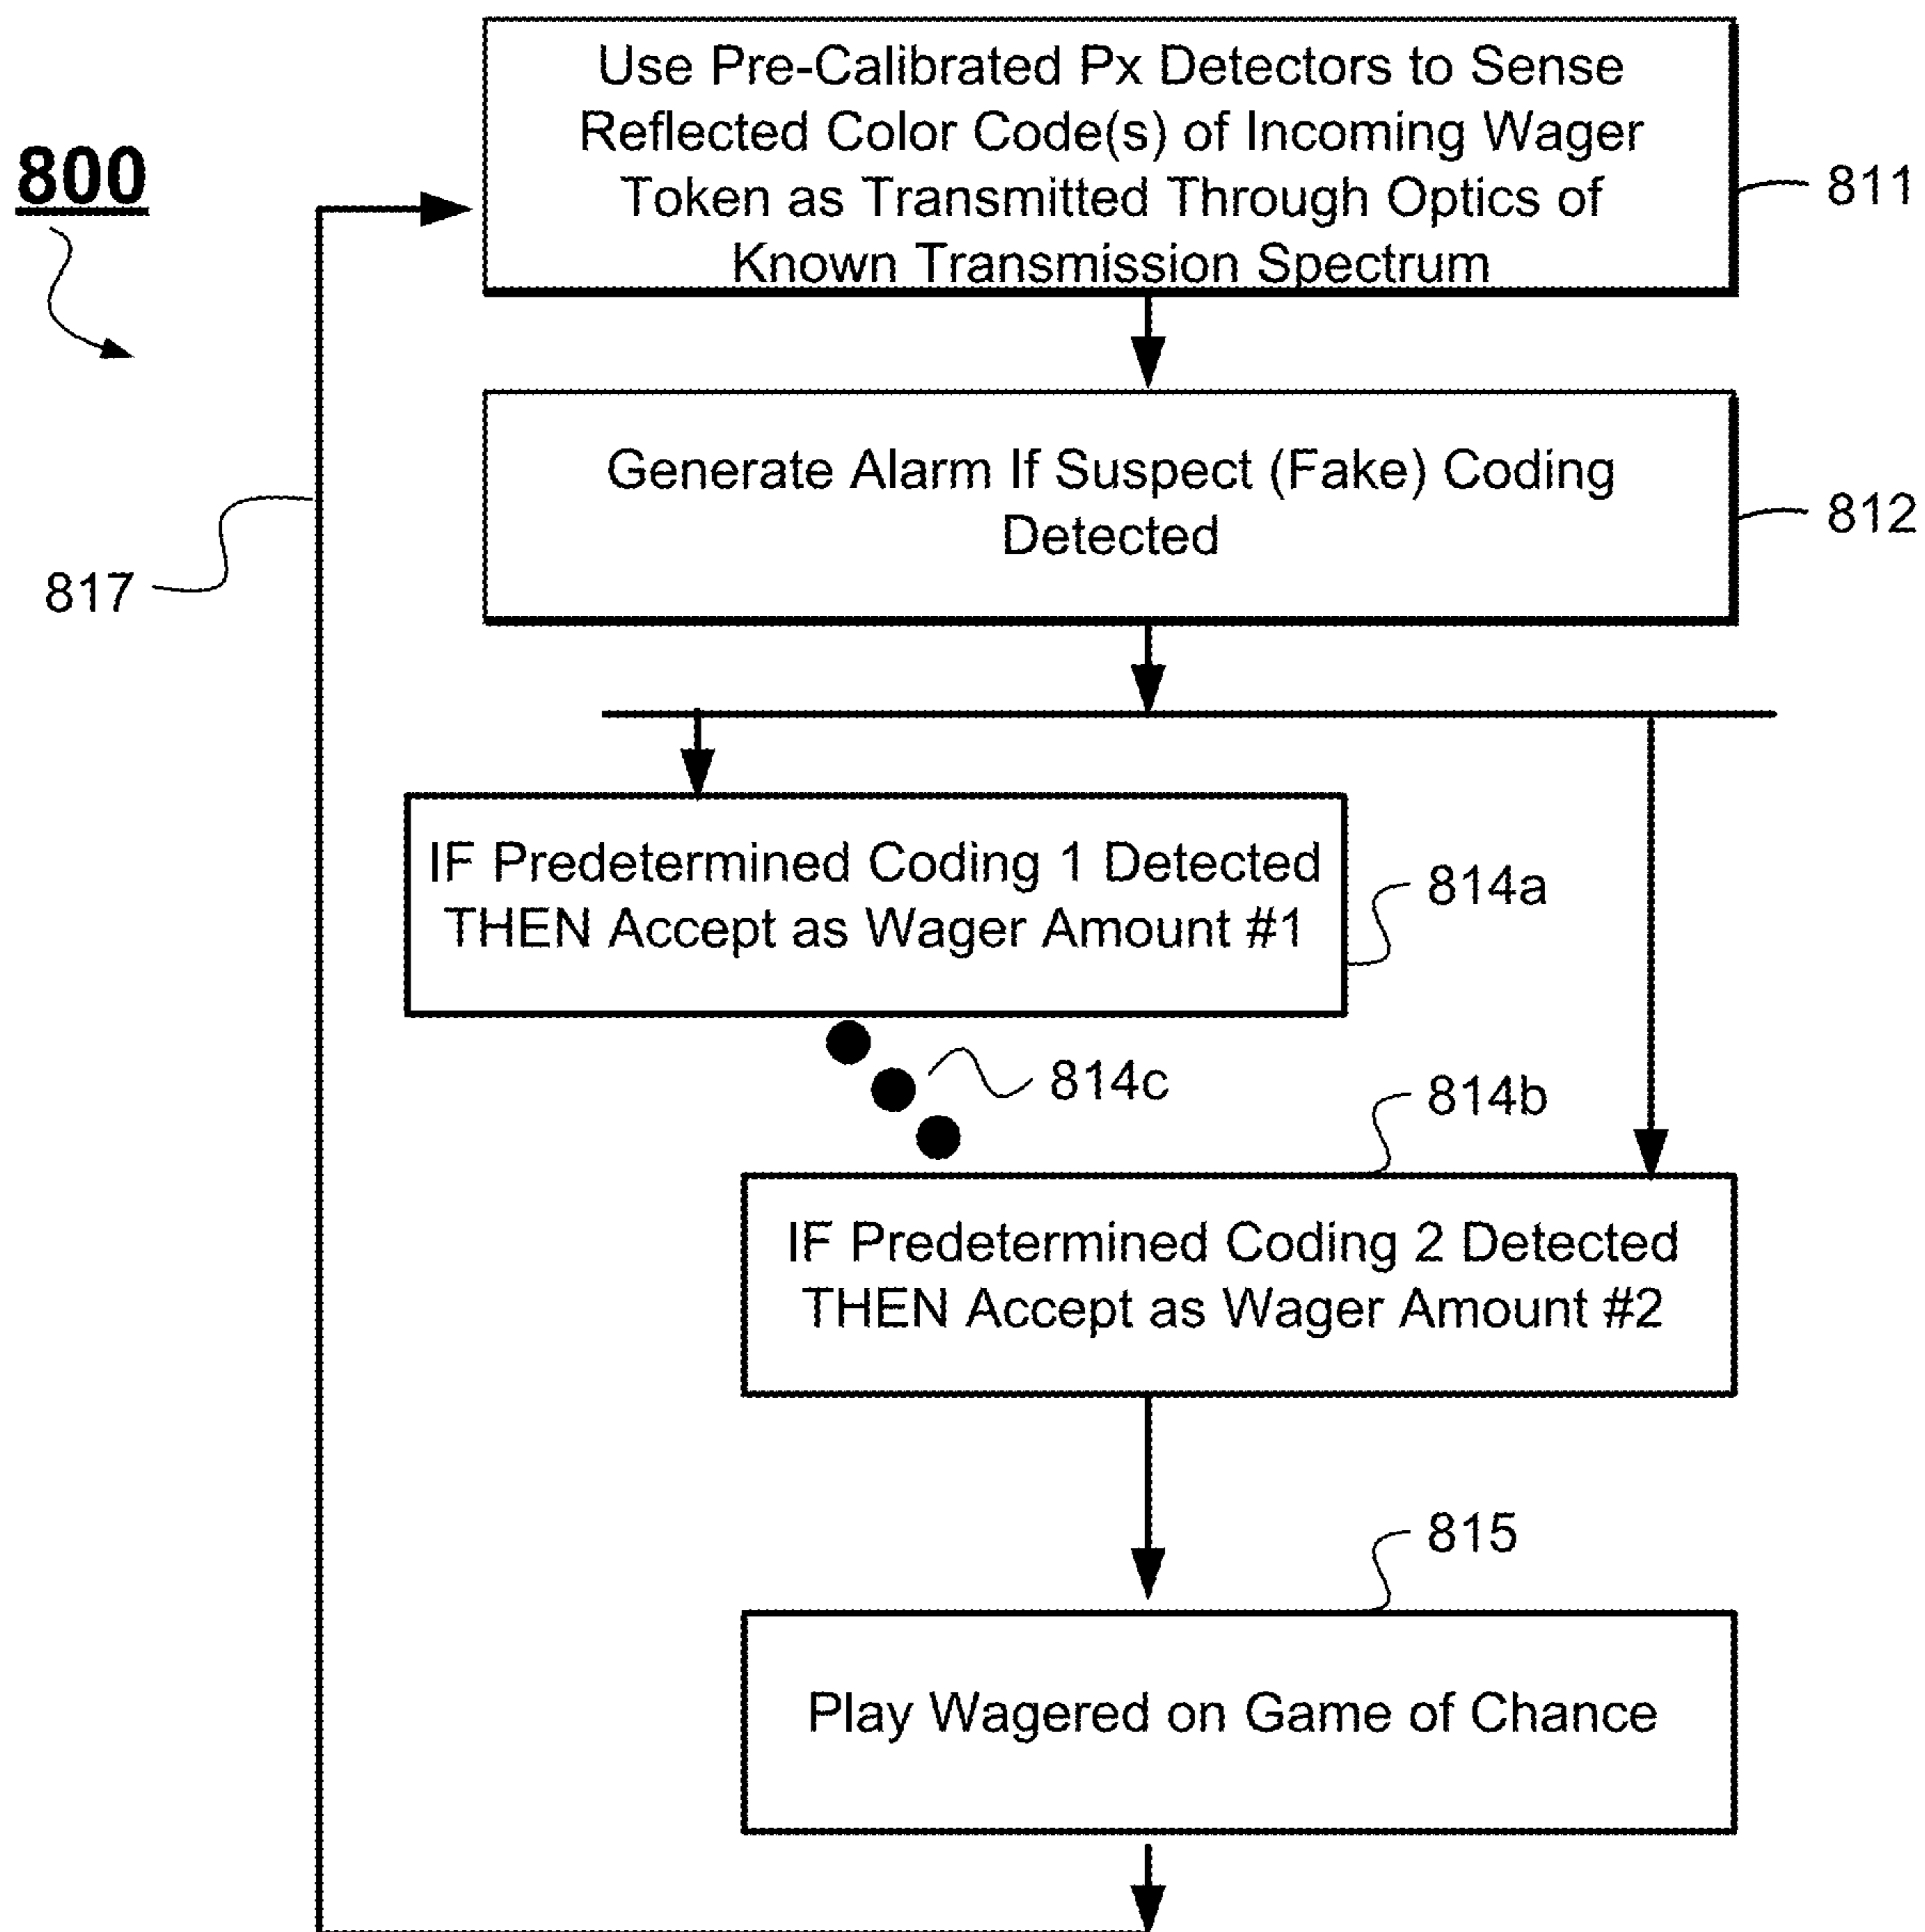 800
Use Pre-Calibrated Px Detectors to Sense
Reflected Color Code(s) of Incoming Wager
Token as Transmitted Through Optics of
Known Transmission Spectrum
811
Generate Alarm If Suspect (Fake) Coding
Detected
812
817
IF Predetermined Coding 1 Detected
THEN Accept as Wager Amount #1
814a
814c
814b
IF Predetermined Coding 2 Detected
THEN Accept as Wager Amount #2
815
Play Wagered on Game of Chance